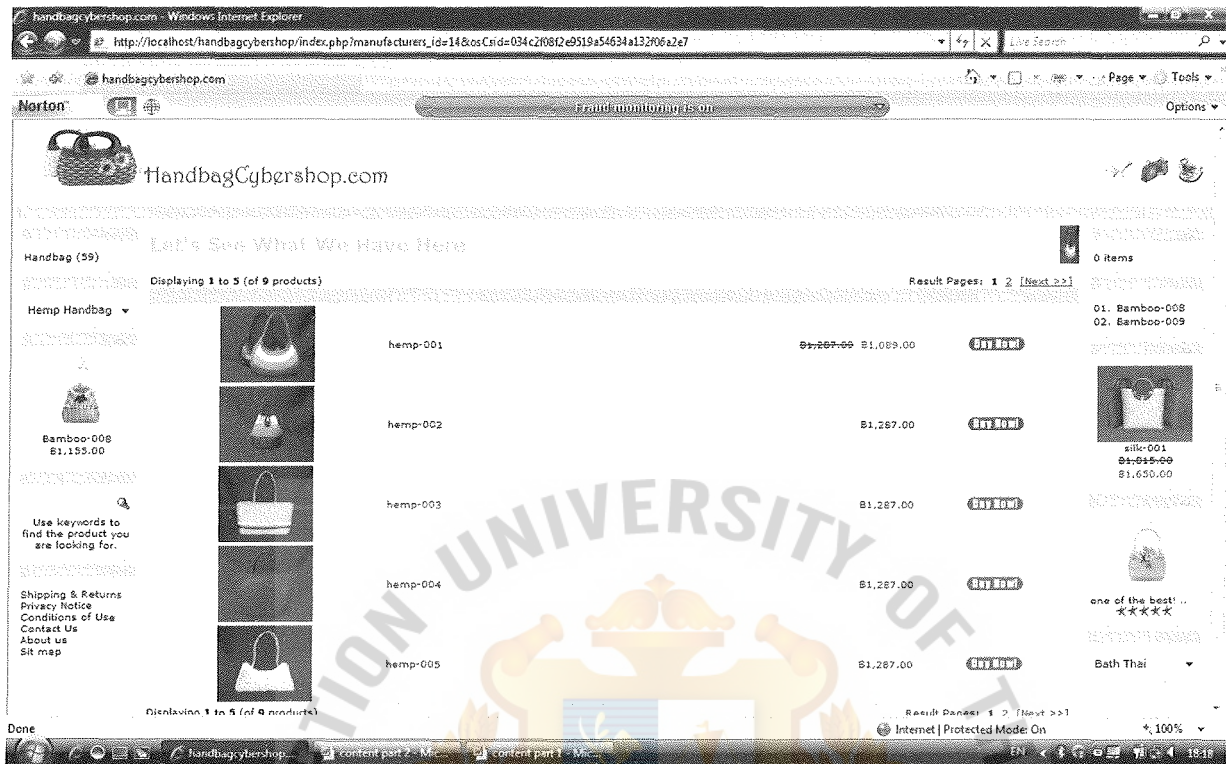 handbagcybershop.com - Windows Internet Explorer
http://localhost/handbagcybershop/index.php?manufacturers_id=14&osCsid=034c2f08f2e9519a54634a132f06a2e7
Live Search
handbagcybershop.com
Page Tools
Norton
Fraud monitoring is on
Options
HandbagCybershop.com
Let's See What We Have Here
Handbag (59)
0 items
Displaying 1 to 5 (of 9 products)
Result Pages: 1 2 [Next >>]
Hemp Handbag
01. Bamboo-008
02. Bamboo-009
hemp-001
฿1,287.00 ฿1,089.00
Bamboo-008
฿1,155.00
hemp-002
฿1,287.00
silk-001
฿1,815.00
฿1,650.00
hemp-003
฿1,287.00
Use keywords to
find the product you
are looking for.
hemp-004
฿1,287.00
Shipping & Returns
Privacy Notice
Conditions of Use
Contact Us
About us
Sit map
one of the best! ..
hemp-005
฿1,287.00
Bath Thai
Displaying 1 to 5 (of 9 products)
Result Pages: 1 2 [Next >>]
Done
Internet | Protected Mode: On
100%
handbagcybershop...
content part 2 - Mic...
content part 1 - Mic...
EN
18:18
UNIVERSITY OF